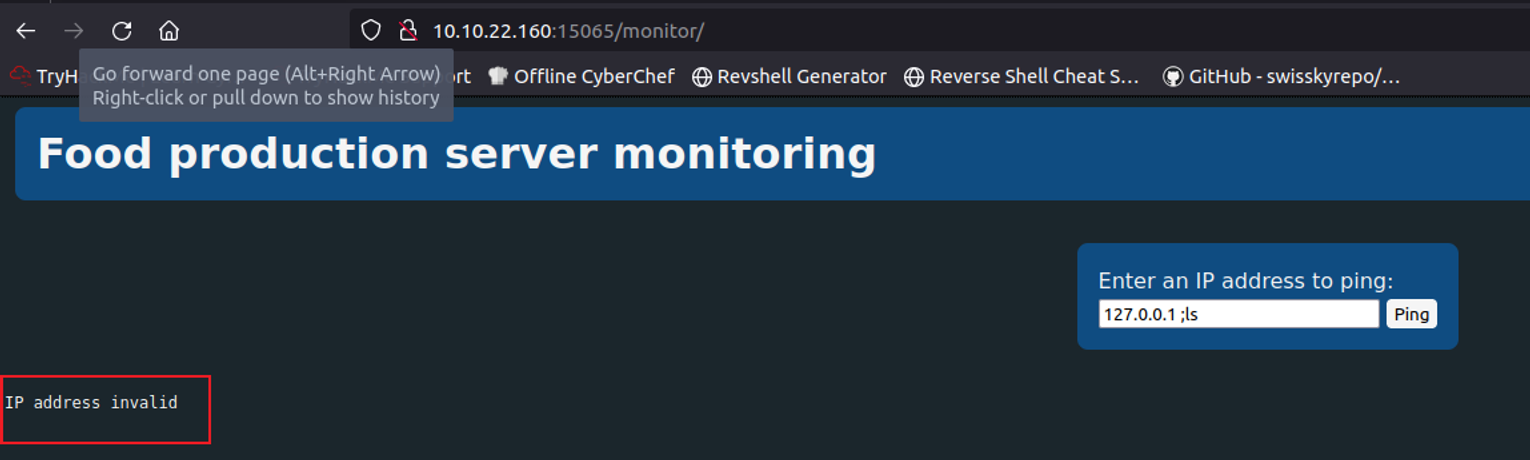 10.10.22.160:15065/monitor/
TryHa
Go forward one page (Alt+Right Arrow)
Right-click or pull down to show history
ort
Offline CyberChef
Revshell Generator
Reverse Shell Cheat S...
GitHub - swisskyrepo/...
Food production server monitoring
Enter an IP address to ping:
127.0.0.1 ;ls
Ping
IP address invalid